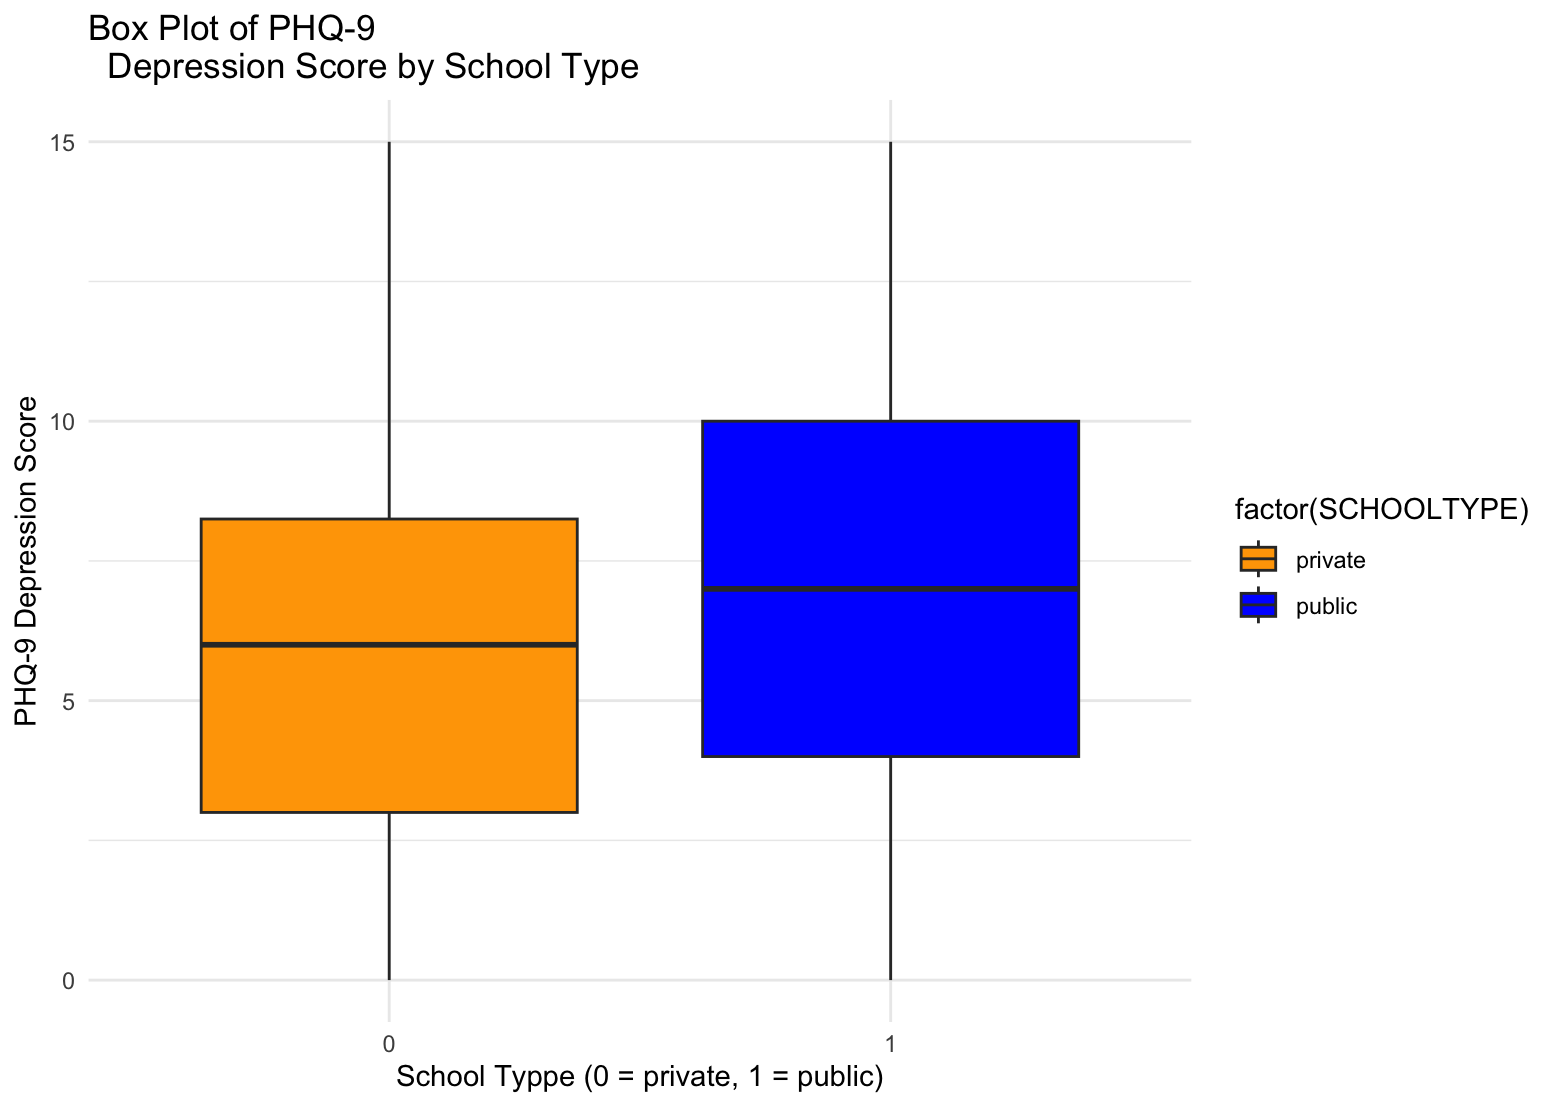 Box Plot of PHQ-9
Depression Score by School Type
15
10
5
0
PHQ-9 Depression Score
0
1
School Typpe (0 = private, 1 = public)
factor(SCHOOLTYPE)
private
public